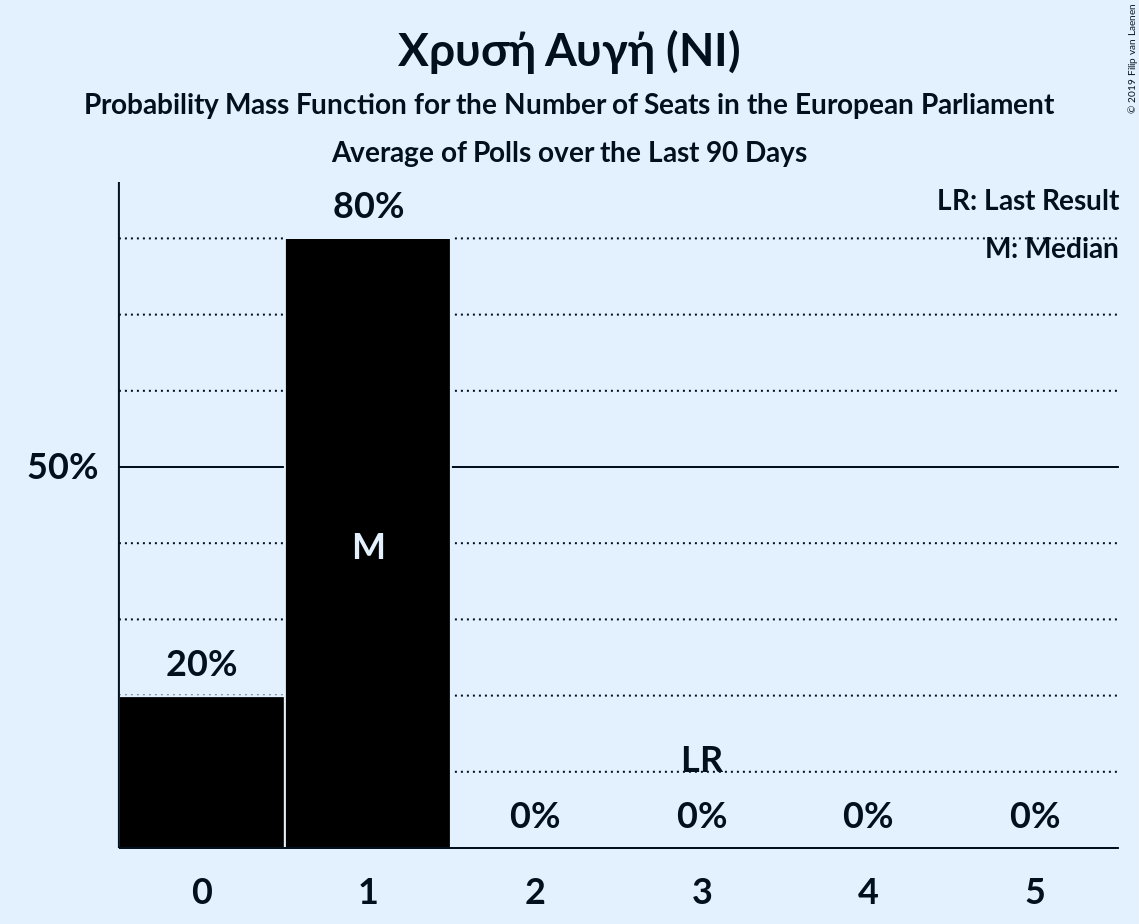 Χρυσή Αυγή (NI)
Probability Mass Function for the Number of Seats in the European Parliament
Average of Polls over the Last 90 Days
© 2019 Filip van Laenen
LR: Last Result
M: Median
80%
50%
M
20%
LR
0% 0% 0% 0%
0 1 2 3 4 5